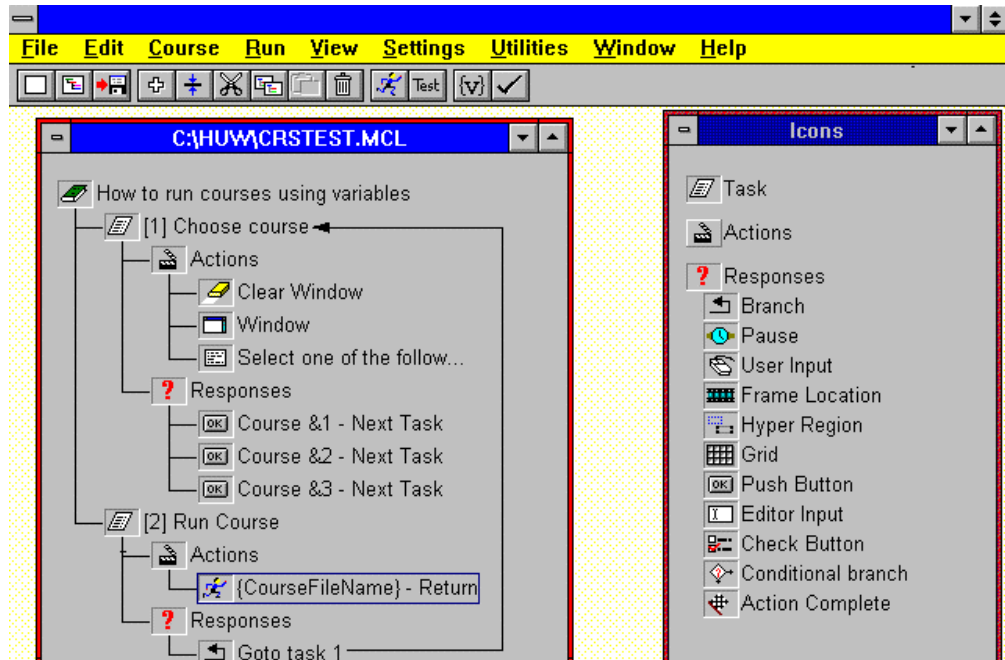 File Edit Course Run View Settings Utilities Window Help
Test {V}
C:\HUW\CRSTEST.MCL
How to run courses using variables
[1] Choose course
Actions
Clear Window
Window
Select one of the follow...
Responses
OK Course &1 - Next Task
OK Course &2 - Next Task
OK Course &3 - Next Task
[2] Run Course
Actions
{CourseFileName} - Return
Responses
Goto task 1
Icons
Task
Actions
? Responses
Branch
Pause
User Input
Frame Location
Hyper Region
Grid
OK Push Button
Editor Input
Check Button
Conditional branch
Action Complete